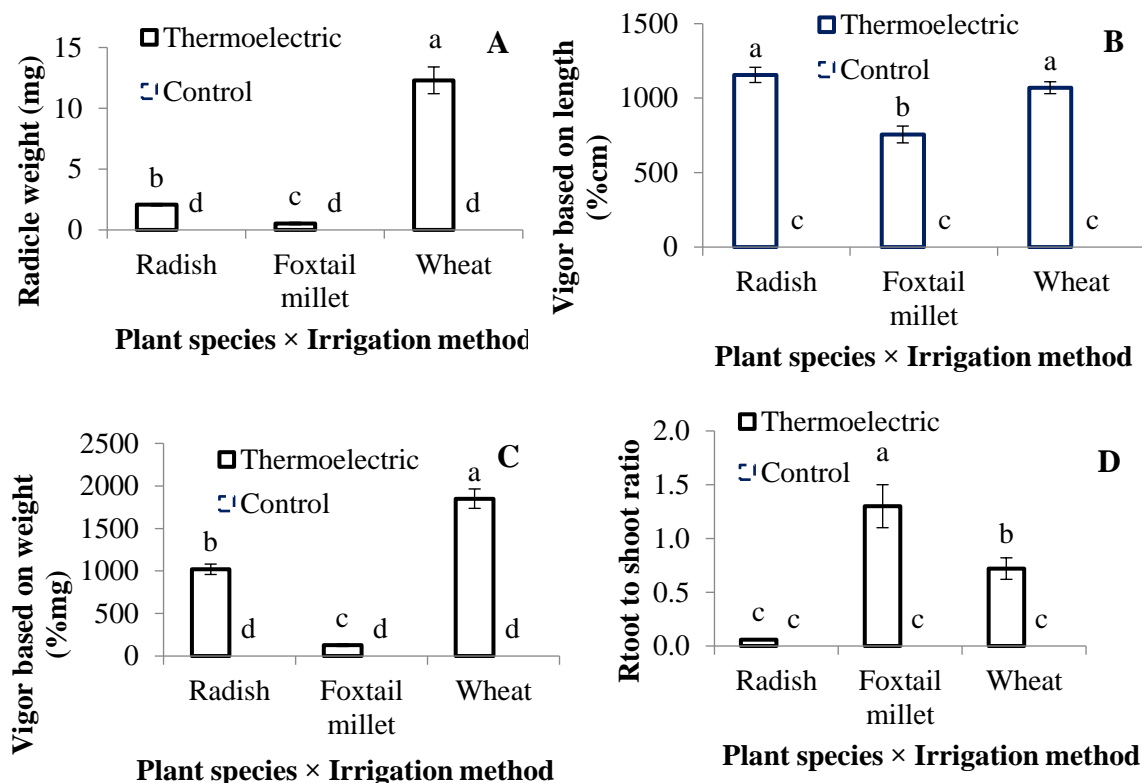 Thermoelectric
Control
A
Radicle weight (mg)
15
10
5
0
b
d
c
d
a
d
Radish
Foxtail
millet
Wheat
Plant species × Irrigation method
Thermoelectric
Control
B
Vigor based on length
(%cm)
1000
500
0
a
c
b
c
a
c
Radish
Foxtail
millet
Wheat
Plant species × Irrigation method
Thermoelectric
Control
C
Vigor based on weight
(%mg)
2500
2000
1500
1000
500
0
b
d
c
d
a
d
Radish
Foxtail
millet
Wheat
Plant species × Irrigation method
Thermoelectric
Control
D
Rtoot to shoot ratio
2.0
1.5
1.0
0.5
0.0
c
c
a
c
b
c
Radish
Foxtail
millet
Wheat
Plant species × Irrigation method